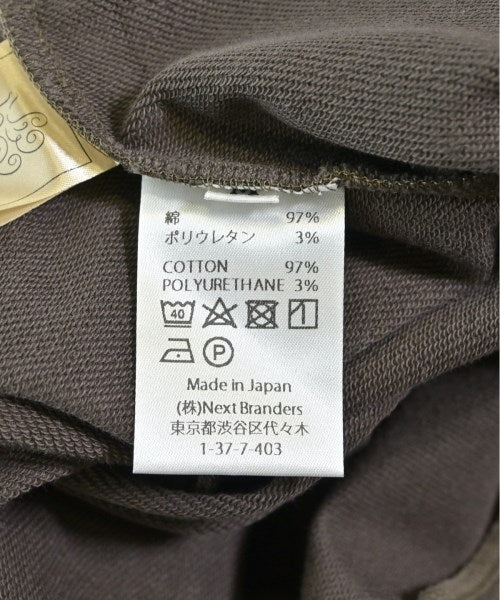 綿 97%
ポリウレタン 3%
COTTON 97%
POLYURETHANE 3%
40
P
Made in Japan
(株)Next Branders
東京都渋谷区代々木
1-37-7-403